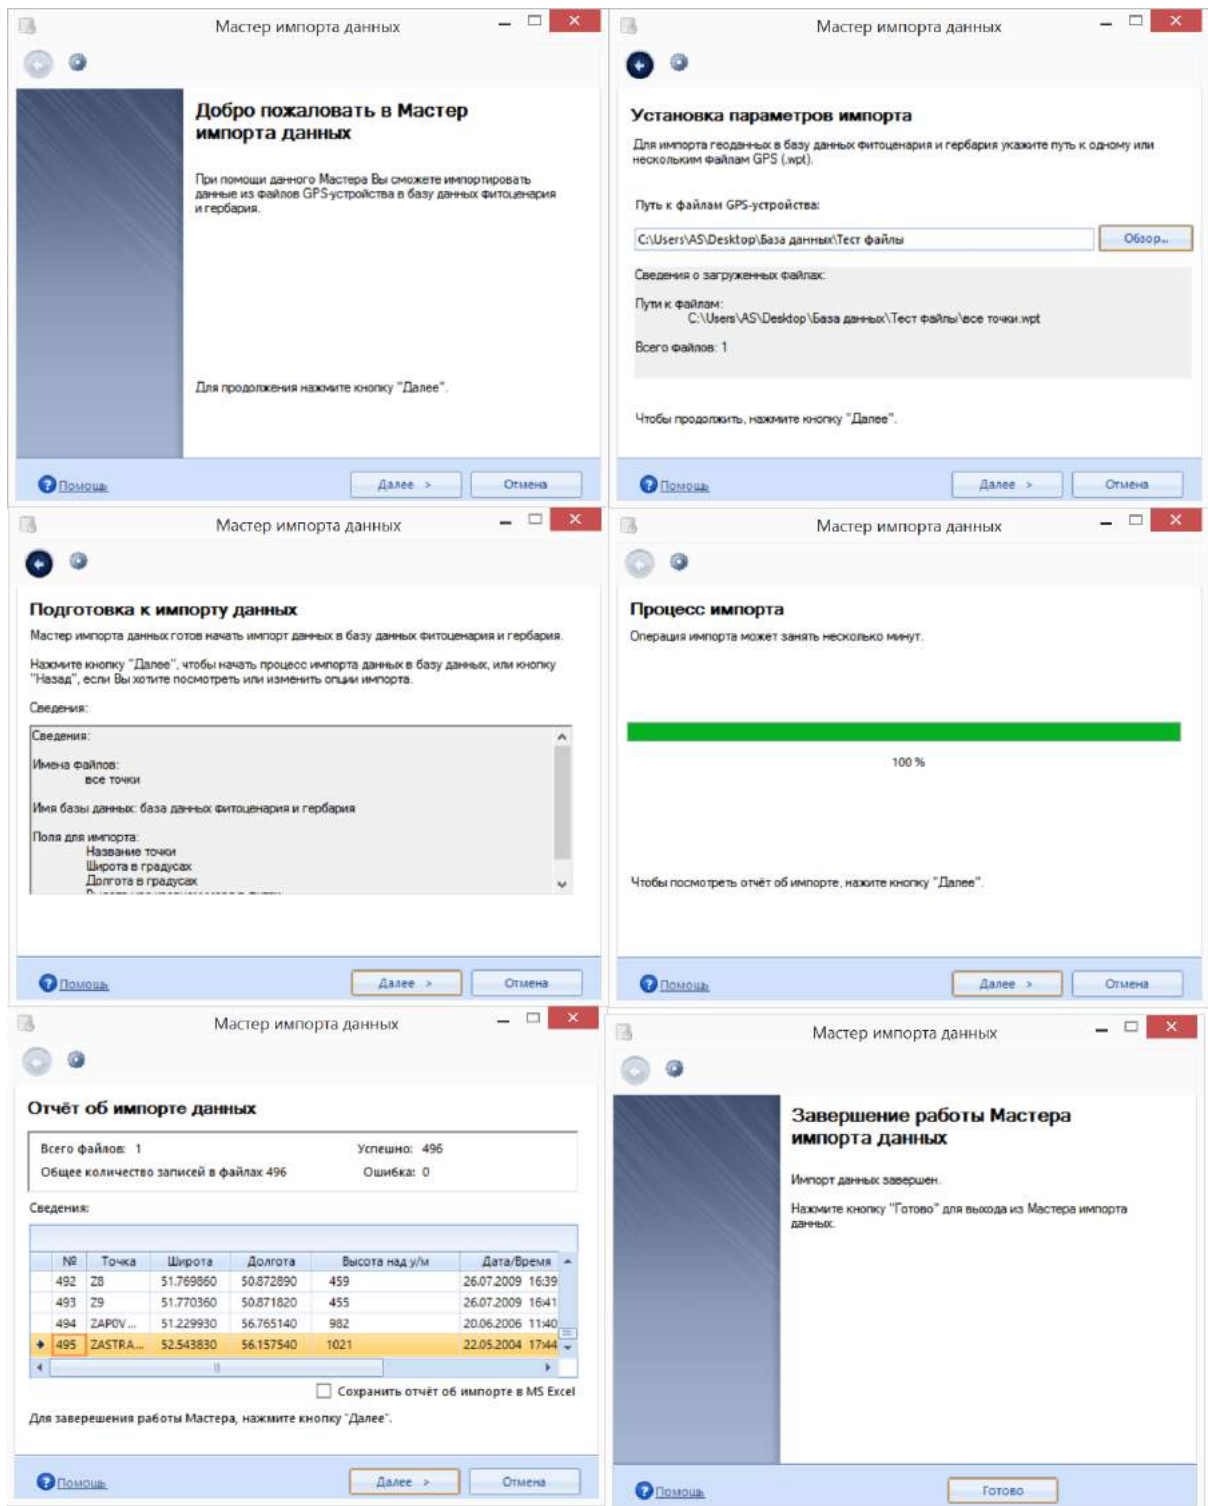 Мастер импорта данных
Добро пожаловать в Мастер
импорта данных
При помощи данного Мастера Вы сможете импортировать
данные из файлов GPS-устройства в базу данных фитоценария
и гербария.
Для продолжения нажмите кнопку "Далее".
Помощь
Далее >
Отмена
Мастер импорта данных
Установка параметров импорта
Для импорта геоданных в базу данных фитоценария и гербария укажите путь к одному или
нескольким файлам GPS (.wpt).
Путь к файлам GPS-устройства:
C:\Users\AS\Desktop\База данных\Тест файлы
Обзор...
Сведения о загруженных файлах:
Пути к файлам:
C:\Users\AS\Desktop\База данных\Тест файлы\все точки.wpt
Всего файлов: 1
Чтобы продолжить, нажмите кнопку "Далее".
Помощь
Далее >
Отмена
Мастер импорта данных
Подготовка к импорту данных
Мастер импорта данных готов начать импорт данных в базу данных фитоценария и гербария.
Нажмите кнопку "Далее", чтобы начать процесс импорта данных в базу данных, или кнопку
"Назад", если Вы хотите посмотреть или изменить опции импорта.
Сведения:
Сведения:
Имена файлов:
все точки
Имя базы данных: база данных фитоценария и гербария
Поля для импорта:
Название точки
Широта в градусах
Долгота в градусах
Помощь
Далее >
Отмена
Мастер импорта данных
Процесс импорта
Операция импорта может занять несколько минут.
100 %
Чтобы посмотреть отчёт об импорте, нажите кнопку "Далее".
Помощь
Далее >
Отмена
Мастер импорта данных
Отчёт об импорте данных
Всего файлов: 1 Успешно: 496
Общее количество записей в файлах 496 Ошибка: 0
Сведения:
№ Точка Широта Долгота Высота над у/м Дата/Время
492 Z8 51.769860 50.872890 459 26.07.2009 16:39
493 Z9 51.770360 50.871820 455 26.07.2009 16:41
494 ZAPOV... 51.229930 56.765140 982 20.06.2006 11:40
495 ZASTRA... 52.543830 56.157540 1021 22.05.2004 17:44
Сохранить отчёт об импорте в MS Excel
Для заверешения работы Мастера, нажмите кнопку "Далее".
Помощь
Далее >
Отмена
Мастер импорта данных
Завершение работы Мастера
импорта данных
Импорт данных завершен.
Нажмите кнопку "Готово" для выхода из Мастера импорта
данных.
Помощь
Готово